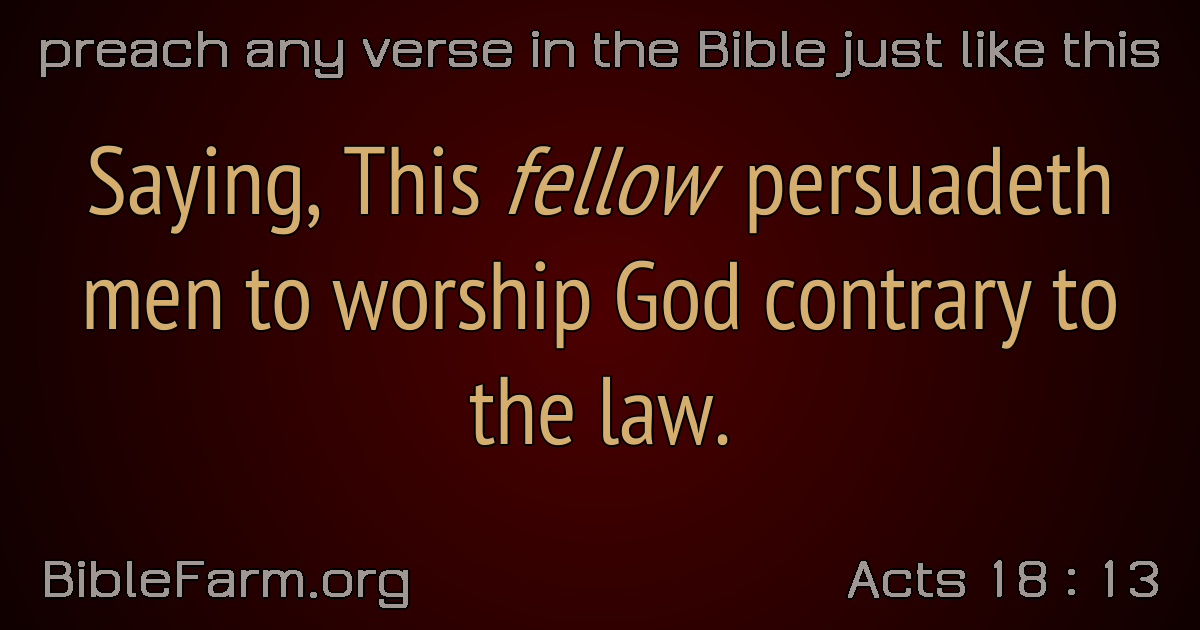 preach any verse in the Bible just like this
Saying, This fellow persuadeth
men to worship God contrary to
the law.
BibleFarm.org
Acts 18 : 13